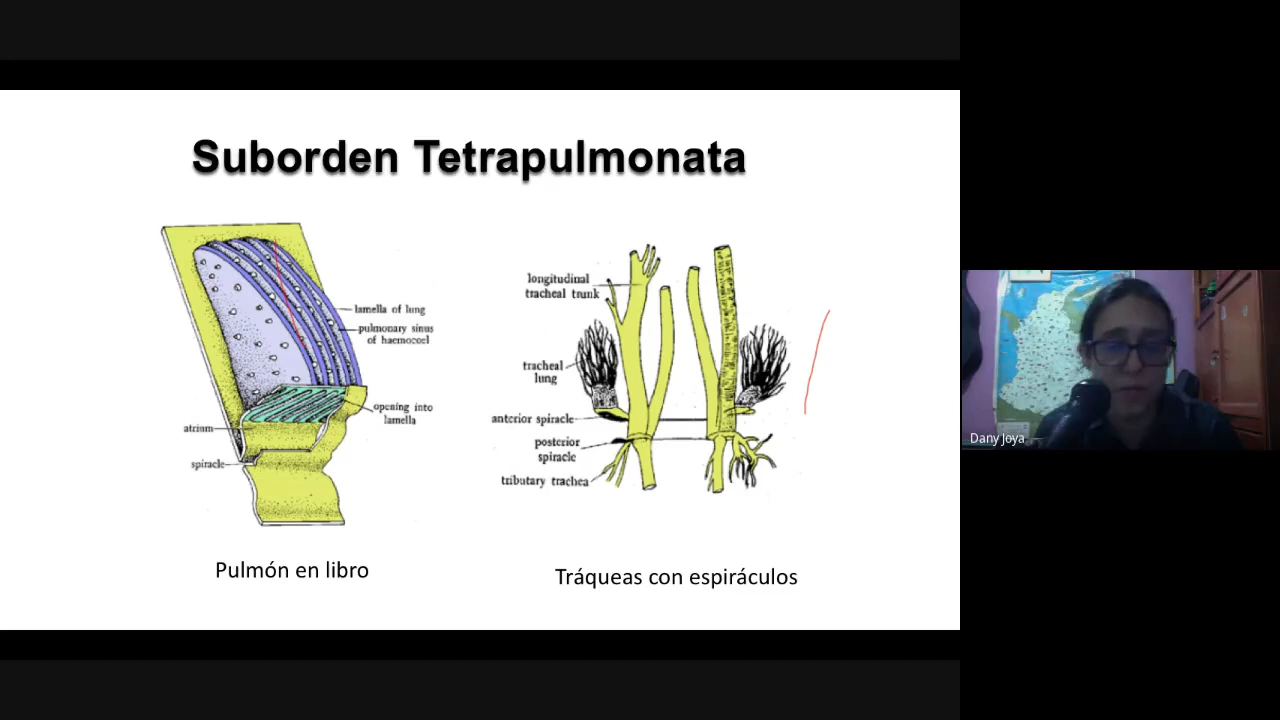 Suborden Tetrapulmonata
lamella of lung
pulmonary sinus
of haemocoel
opening into
lamella
atrium
spiracle
Pulmón en libro
longitudinal
tracheal trunk
tracheal
lung
anterior spiracle
posterior
spiracle
tributary trachea
Tráqueas con espiráculos
Dany Joya